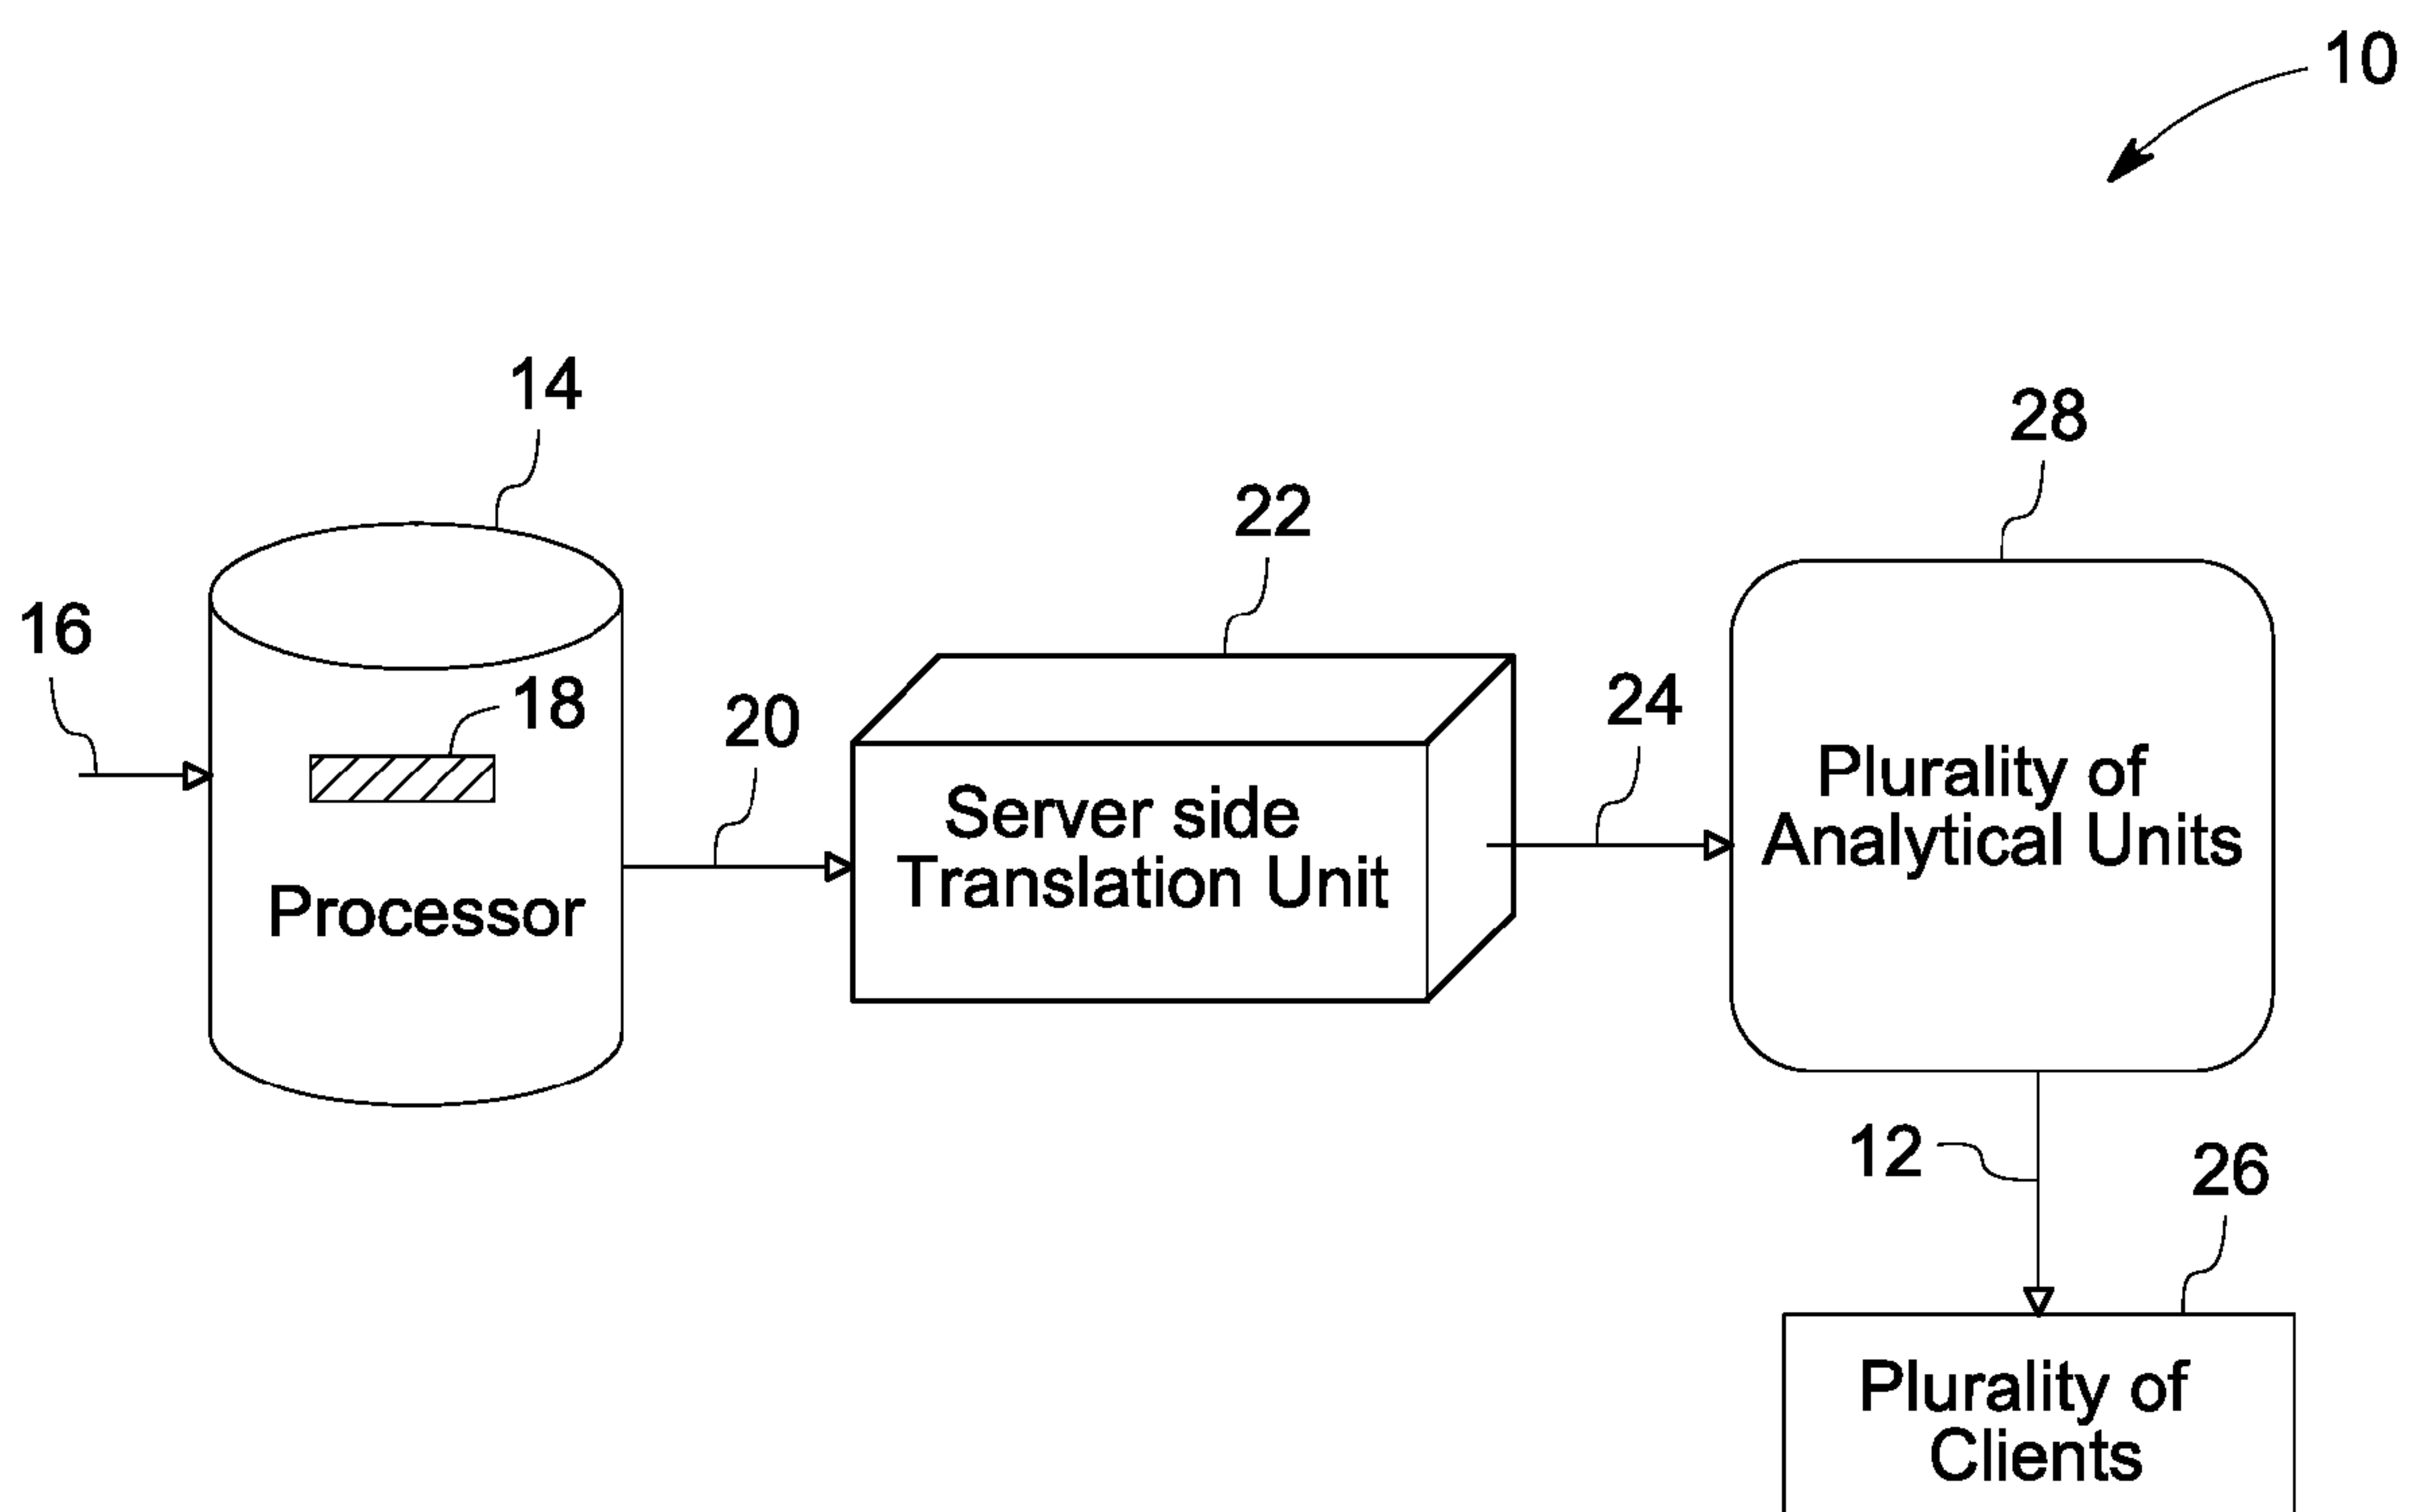 10
14
28
22
16
18
20
24
Plurality of
Analytical Units
Server side
Translation Unit
Processor
12
26
Plurality of
Clients